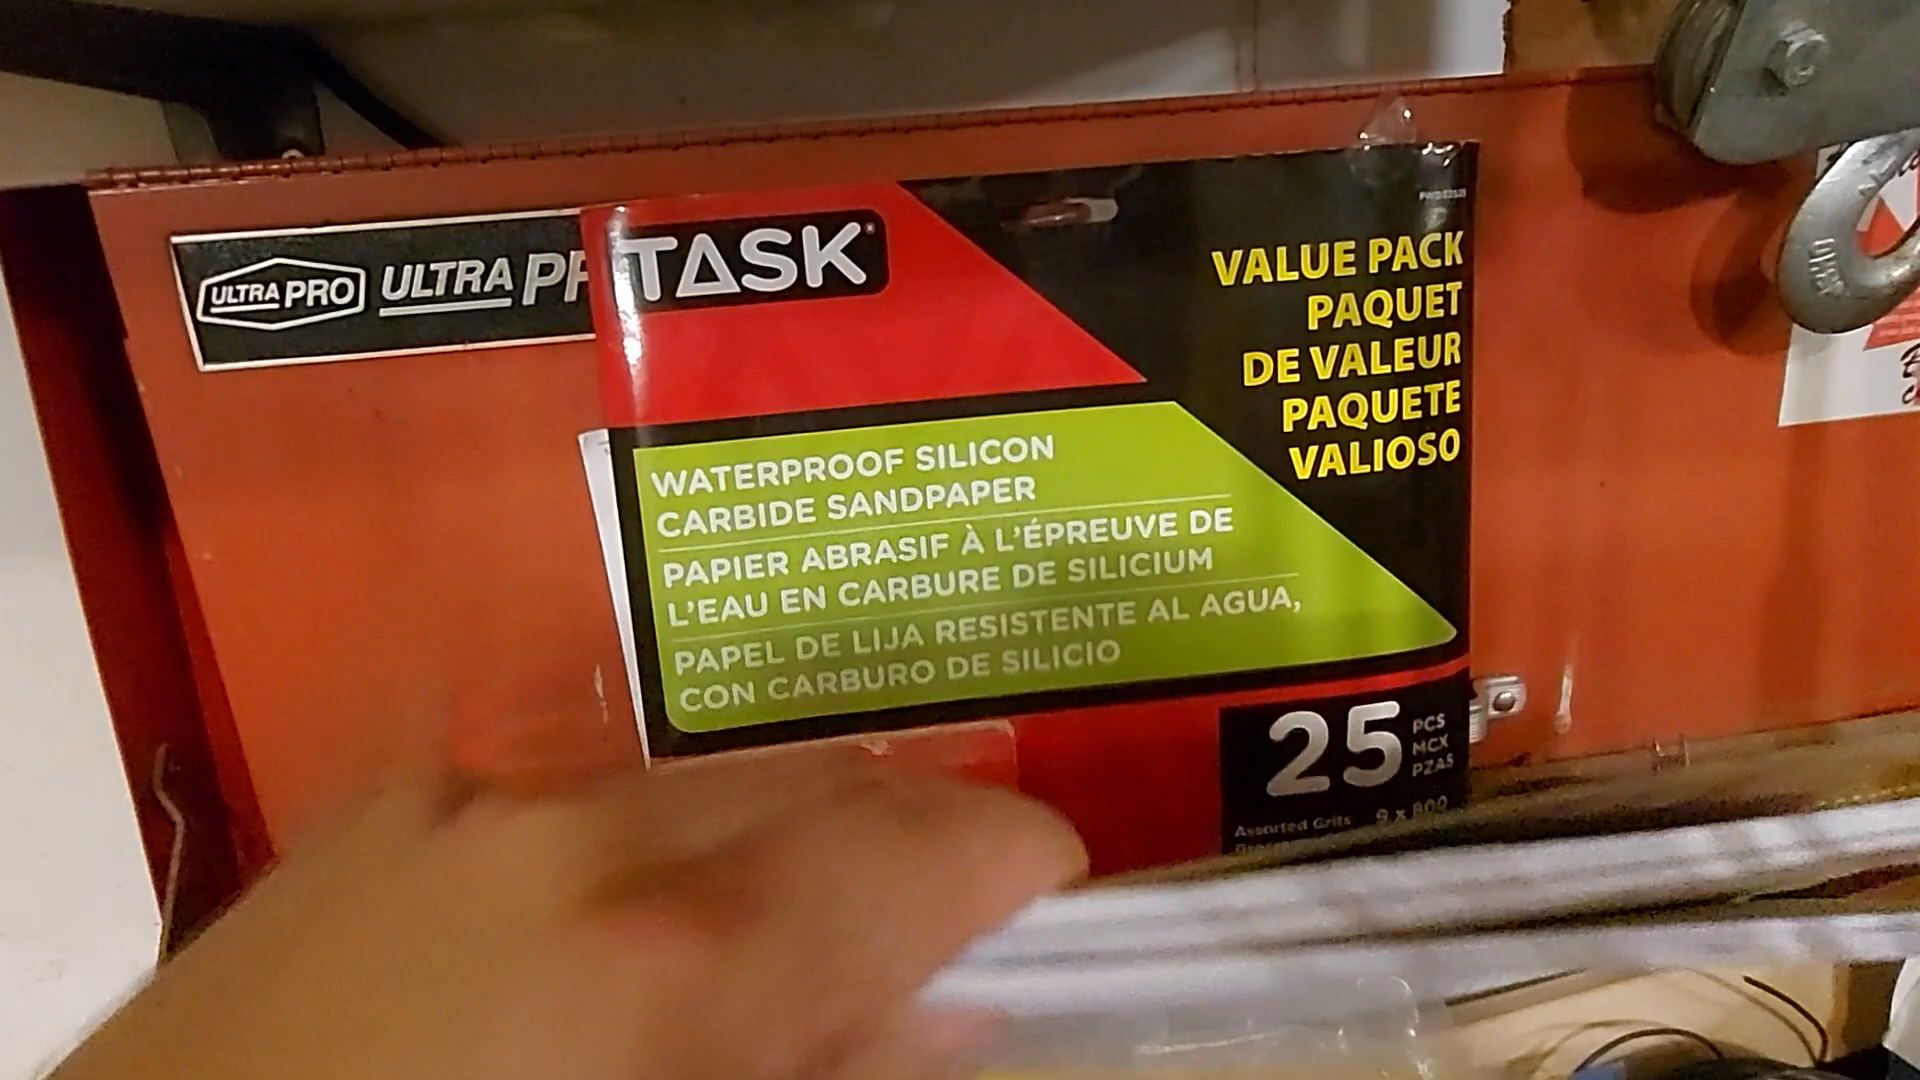 ULTRA PRO
ULTRA
TASK
VALUE PACK
PAQUET
DE VALEUR
PAQUETE
VALIOSO
WATERPROOF SILICON
CARBIDE SANDPAPER
PAPIER ABRASIF À L'ÉPREUVE DE
L'EAU EN CARBURE DE SILICIUM
PAPEL DE LIJA RESISTENTE AL AGUA,
CON CARBURO DE SILICIO
25
PCS
MCX
PZAS
Assorted Grits 9 x 800